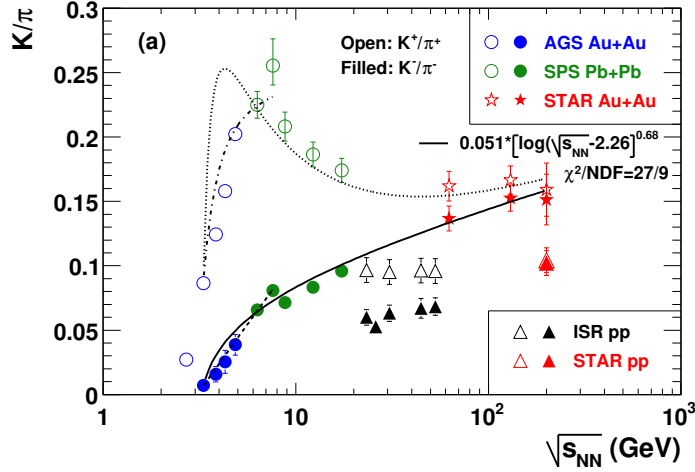 K/π
(a)
Open: K⁺/π⁺
Filled: K⁻/π⁻
AGS Au+Au
SPS Pb+Pb
STAR Au+Au
0.051*[log(√s_NN-2.26]^0.68
χ²/NDF=27/9
ISR pp
STAR pp
0.3
0.25
0.2
0.15
0.1
0.05
0
1
10
10²
10³
√s_NN (GeV)